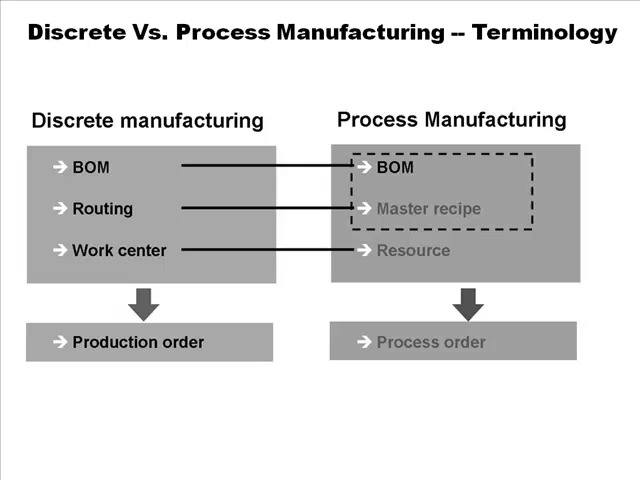 Discrete Vs. Process Manufacturing -- Terminology
Discrete manufacturing
BOM
Routing
Work center
Production order
Process Manufacturing
BOM
Master recipe
Resource
Process order